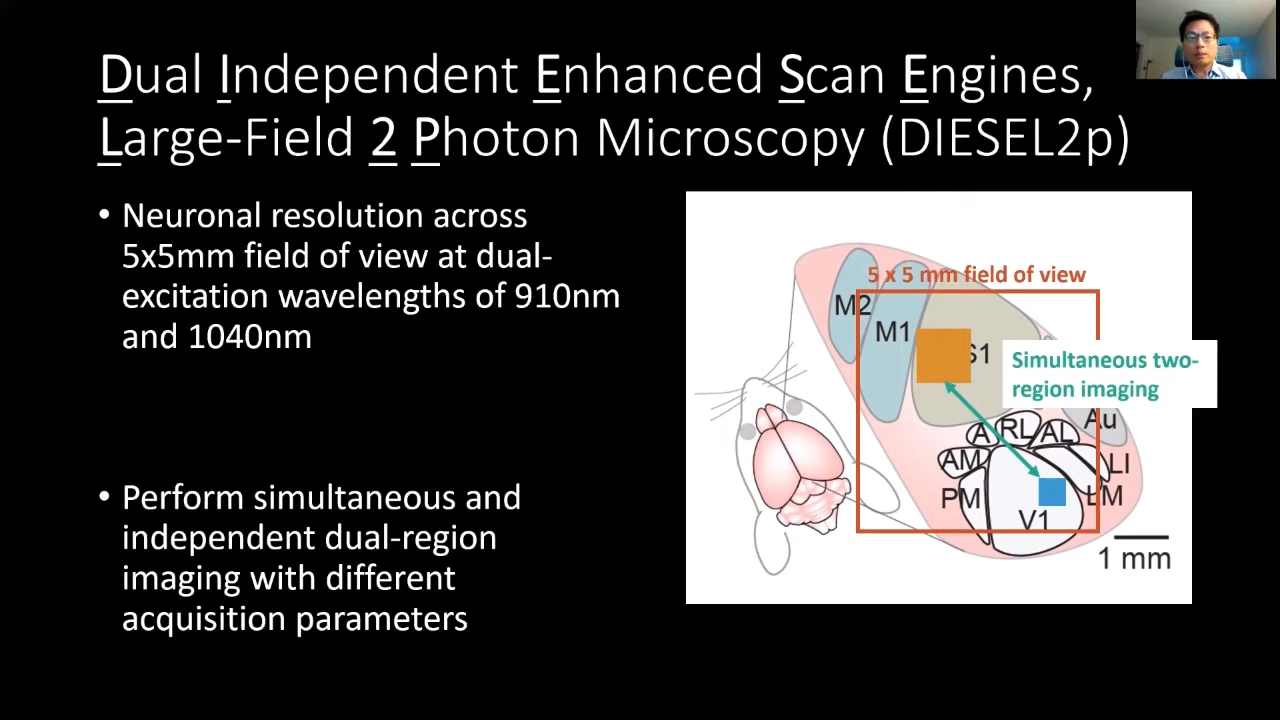 Dual Independent Enhanced Scan Engines,
Large-Field 2 Photon Microscopy (DIESEL2p)
• Neuronal resolution across
5x5mm field of view at dual-
excitation wavelengths of 910nm
and 1040nm
• Perform simultaneous and
independent dual-region
imaging with different
acquisition parameters
5 x 5 mm field of view
M2
M1
S1
Simultaneous two-
region imaging
Au
A
RL
AL
AM
LI
PM
LM
V1
1 mm